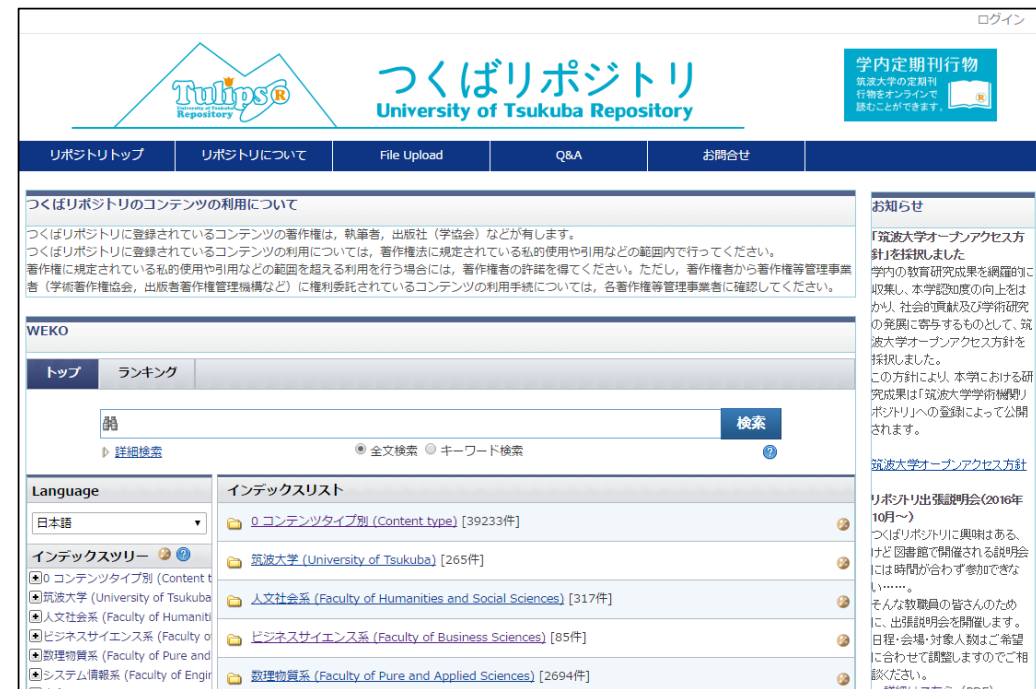 ログイン
Tulips R
University of Tsukuba
Repository
つくばリポジトリ
University of Tsukuba Repository
学内定期刊行物
筑波大学の定期刊
行物をオンラインで
読むことができます。
R
リポジトリトップ
リポジトリについて
File Upload
Q&A
お問合せ
つくばリポジトリのコンテンツの利用について
つくばリポジトリに登録されているコンテンツの著作権は，執筆者，出版社（学協会）などが有します。
つくばリポジトリに登録されているコンテンツの利用については，著作権法に規定されている私的使用や引用などの範囲内で行ってください。
著作権に規定されている私的使用や引用などの範囲を超える利用を行う場合には，著作権者の許諾を得てください。ただし，著作権者から著作権等管理事業
者（学術著作権協会，出版者著作権管理機構など）に権利委託されているコンテンツの利用手続については，各著作権等管理事業者に確認してください。
WEKO
トップ
ランキング
検索
詳細検索
全文検索
キーワード検索
Language
日本語
インデックスツリー
0 コンテンツタイプ別 (Content t
筑波大学 (University of Tsukuba
人文社会系 (Faculty of Humaniti
ビジネスサイエンス系 (Faculty o
数理物質系 (Faculty of Pure and
システム情報系 (Faculty of Engir
インデックスリスト
0 コンテンツタイプ別 (Content type) [39233件]
筑波大学 (University of Tsukuba) [265件]
人文社会系 (Faculty of Humanities and Social Sciences) [317件]
ビジネスサイエンス系 (Faculty of Business Sciences) [85件]
数理物質系 (Faculty of Pure and Applied Sciences) [2694件]
お知らせ
「筑波大学オープンアクセス方
針」を採択しました
学内の教育研究成果を網羅的に
収集し、本学認知度の向上をは
かり、社会的貢献及び学術研究
の発展に寄与するものとして、筑
波大学オープンアクセス方針を
採択しました。
この方針により、本学における研
究成果は「筑波大学学術機関リ
ポジトリ」への登録によって公開
されます。
筑波大学オープンアクセス方針
リポジトリ出張説明会(2016年
10月～)
つくばリポジトリに興味はある、
けど図書館で開催される説明会
には時間が合わず参加できな
い……。
そんな教職員の皆さんのため
に、出張説明会を開催します。
日程・会場・対象人数はご希望
に合わせて調整しますのでご相
談ください。